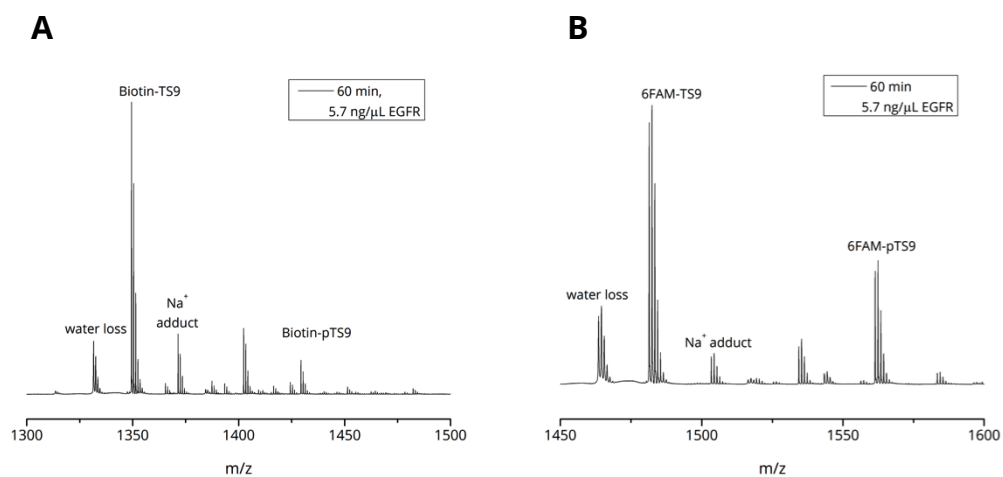 A
Biotin-TS9
60 min,
5.7 ng/μL EGFR
Na⁺
adduct
water loss
Biotin-pTS9
1300 1350 1400 1450 1500
m/z
B
6FAM-TS9
60 min
5.7 ng/μL EGFR
6FAM-pTS9
water loss
Na⁺ adduct
1450 1500 1550 1600
m/z